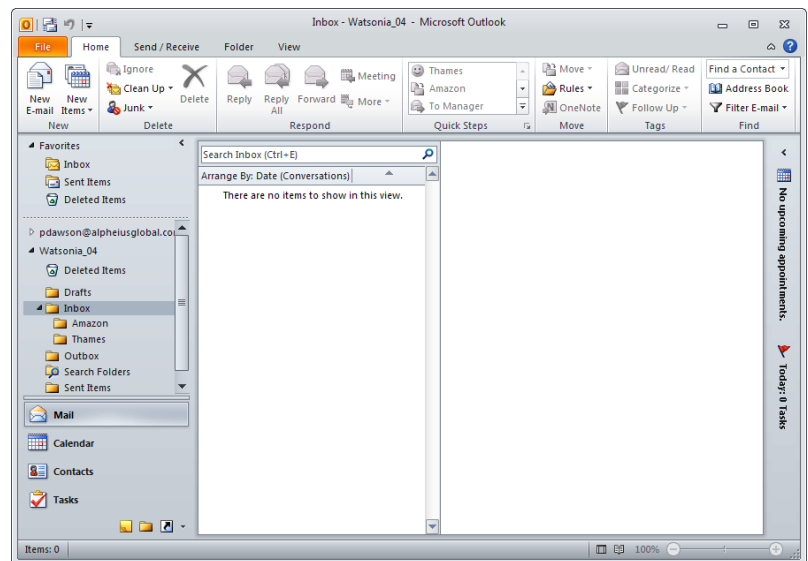 Inbox - Watsonia_04 - Microsoft Outlook
File Home Send / Receive Folder View
New E-mail
New Items
Ignore
Clean Up
Junk
Delete
Reply
Reply All
Forward
Meeting
More
Thames
Amazon
To Manager
Move
Rules
OneNote
Unread/ Read
Categorize
Follow Up
Find a Contact
Address Book
Filter E-mail
New Delete Respond Quick Steps Move Tags Find
Favorites
Inbox
Sent Items
Deleted Items
pdawson@alpheiusglobal.co
Watsonia_04
Deleted Items
Drafts
Inbox
Amazon
Thames
Outbox
Search Folders
Sent Items
Mail
Calendar
Contacts
Tasks
Search Inbox (Ctrl+E)
Arrange By: Date (Conversations)
There are no items to show in this view.
No upcoming appointments.
Today: 0 Tasks
Items: 0
100%